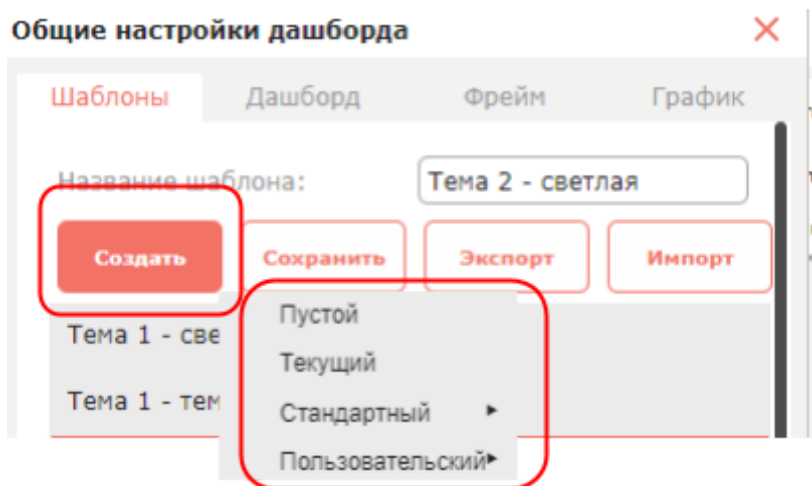 Общие настройки дашборда
Шаблоны Дашборд Фрейм График
Название шаблона: Тема 2 - светлая
Создать Сохранить Экспорт Импорт
Пустой
Тема 1 - све
Текущий
Тема 1 - тем
Стандартный
Пользовательский